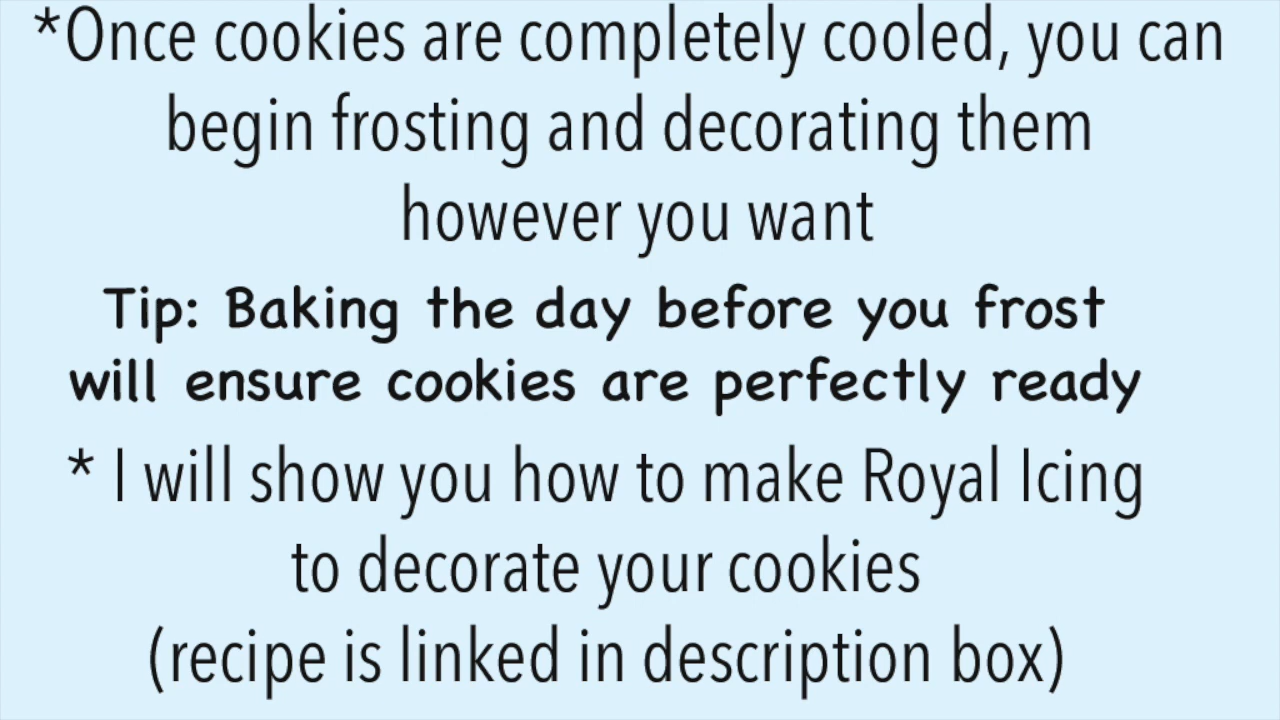 *Once cookies are completely cooled, you can
begin frosting and decorating them
however you want
Tip: Baking the day before you frost
will ensure cookies are perfectly ready
* I will show you how to make Royal Icing
to decorate your cookies
(recipe is linked in description box)